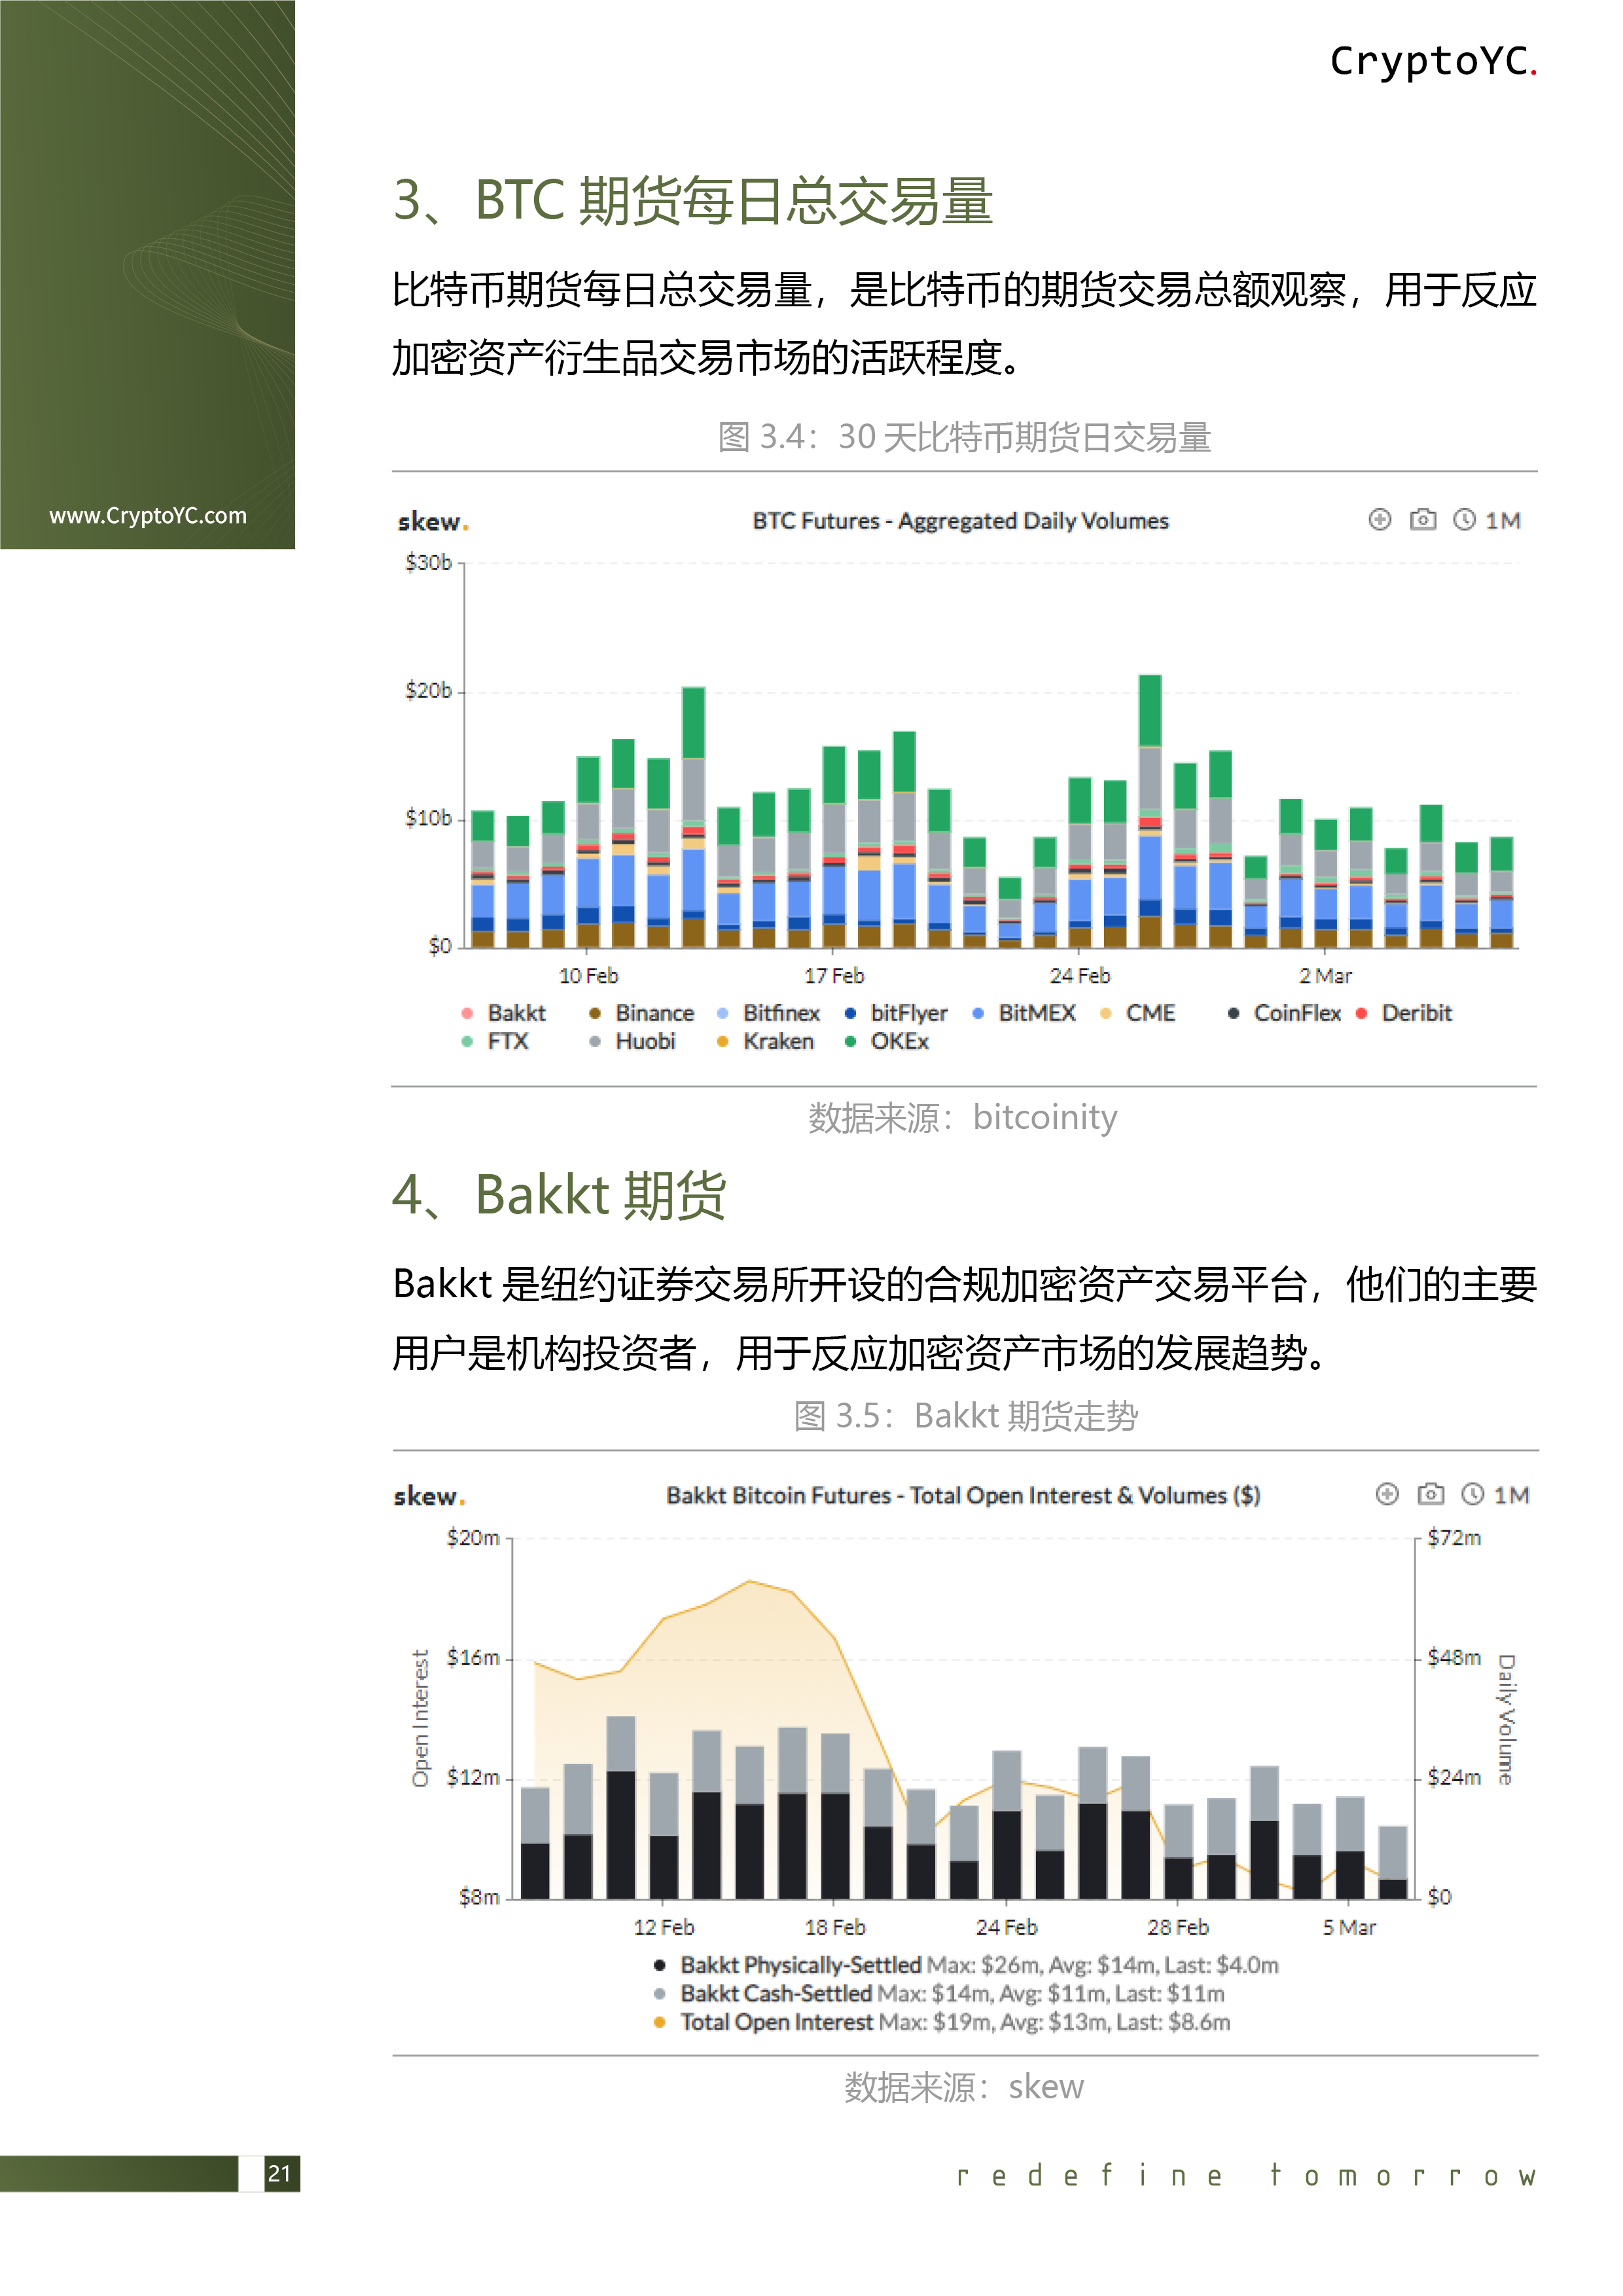 CryptoYC.
www.CryptoYC.com
3、BTC 期货每日总交易量
比特币期货每日总交易量，是比特币的期货交易总额观察，用于反应
加密资产衍生品交易市场的活跃程度。
图 3.4：30 天比特币期货日交易量
skew.
BTC Futures - Aggregated Daily Volumes
1M
$30b
$20b
$10b
$0
10 Feb 17 Feb 24 Feb 2 Mar
Bakkt Binance Bitfinex bitFlyer BitMEX CME CoinFlex Deribit
FTX Huobi Kraken OKEx
数据来源：bitcoinity
4、Bakkt 期货
Bakkt 是纽约证券交易所开设的合规加密资产交易平台，他们的主要
用户是机构投资者，用于反应加密资产市场的发展趋势。
图 3.5：Bakkt 期货走势
skew.
Bakkt Bitcoin Futures - Total Open Interest & Volumes ($)
1M
$20m $72m
$16m $48m
$12m $24m
$8m $0
Open Interest
Daily Volume
12 Feb 18 Feb 24 Feb 28 Feb 5 Mar
Bakkt Physically-Settled Max: $26m, Avg: $14m, Last: $4.0m
Bakkt Cash-Settled Max: $14m, Avg: $11m, Last: $11m
Total Open Interest Max: $19m, Avg: $13m, Last: $8.6m
数据来源：skew
21
redefine tomorrow